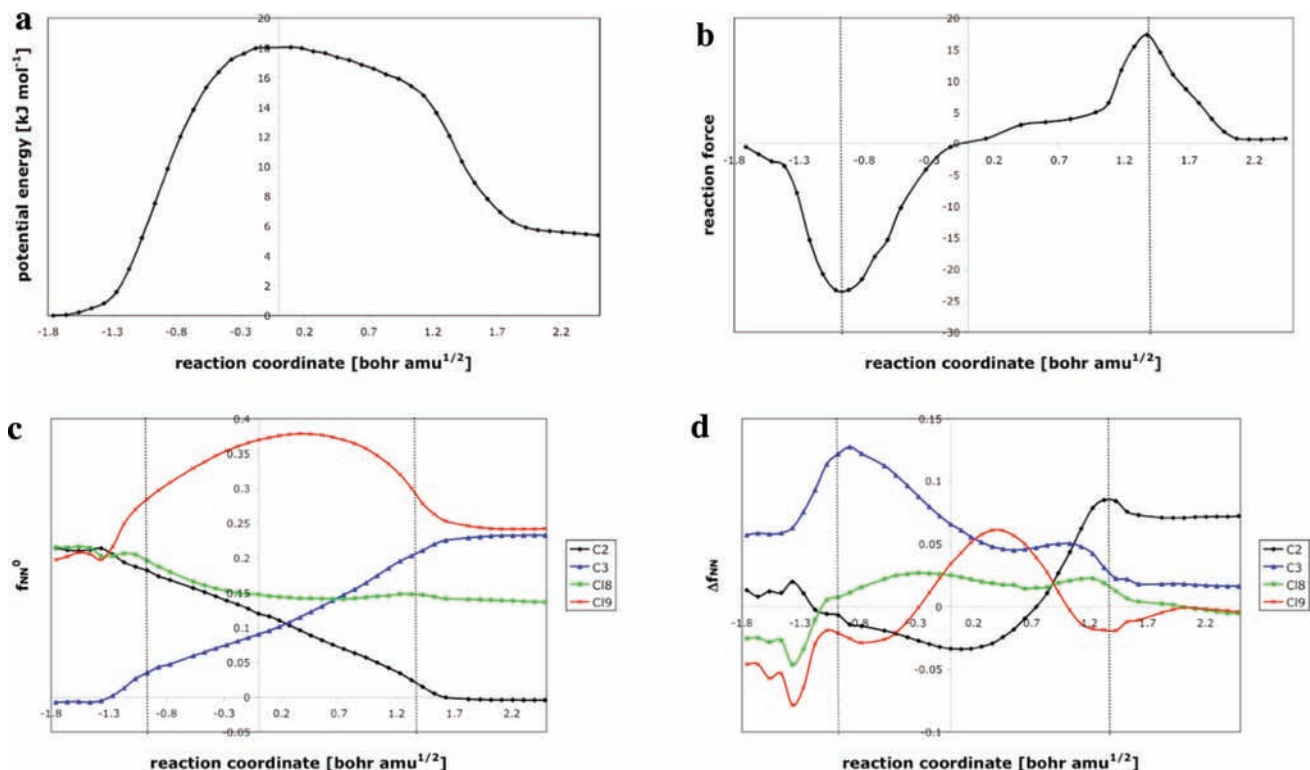 a
potential energy [kJ mol⁻¹]
20
18
16
14
12
10
8
6
4
2
0
-1.8 -1.3 -0.8 -0.3 0.2 0.7 1.2 1.7 2.2
reaction coordinate [bohr amu¹/²]
b
reaction force
20
15
10
5
0
-1.8 -1.3 -0.8 -0.3 0.2 0.7 1.2 1.7 2.2
-5
-10
-15
-20
-25
-30
reaction coordinate [bohr amu¹/²]
c
fNN⁰
0.4
0.35
0.3
0.25
0.2
0.15
0.1
0.05
0
-1.8 -1.3 -0.8 -0.3 0.2 0.7 1.2 1.7 2.2
-0.05
C2
C3
Cl8
Cl9
reaction coordinate [bohr amu¹/²]
d
ΔfNN
0.15
0.1
0.05
0
-1.8 -1.3 -0.8 -0.3 0.2 0.7 1.2 1.7 2.2
-0.05
-0.1
C2
C3
Cl8
Cl9
reaction coordinate [bohr amu¹/²]